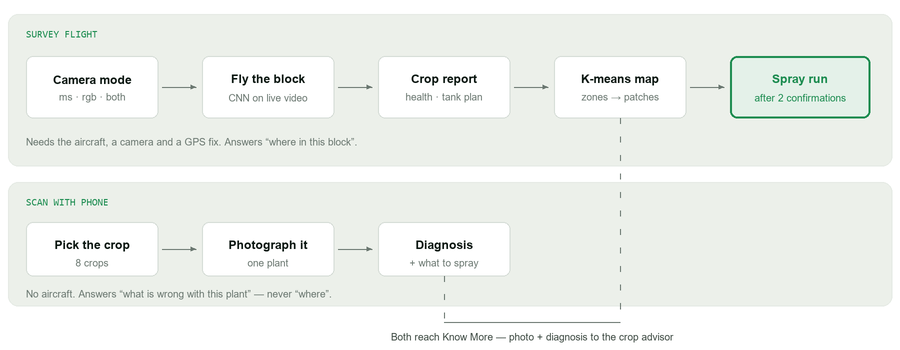 SURVEY FLIGHT
Camera mode
ms · rgb · both
Fly the block
CNN on live video
Crop report
health · tank plan
K-means map
zones → patches
Spray run
after 2 confirmations
Needs the aircraft, a camera and a GPS fix. Answers “where in this block”.
SCAN WITH PHONE
Pick the crop
8 crops
Photograph it
one plant
Diagnosis
+ what to spray
No aircraft. Answers “what is wrong with this plant” — never “where”.
Both reach Know More — photo + diagnosis to the crop advisor